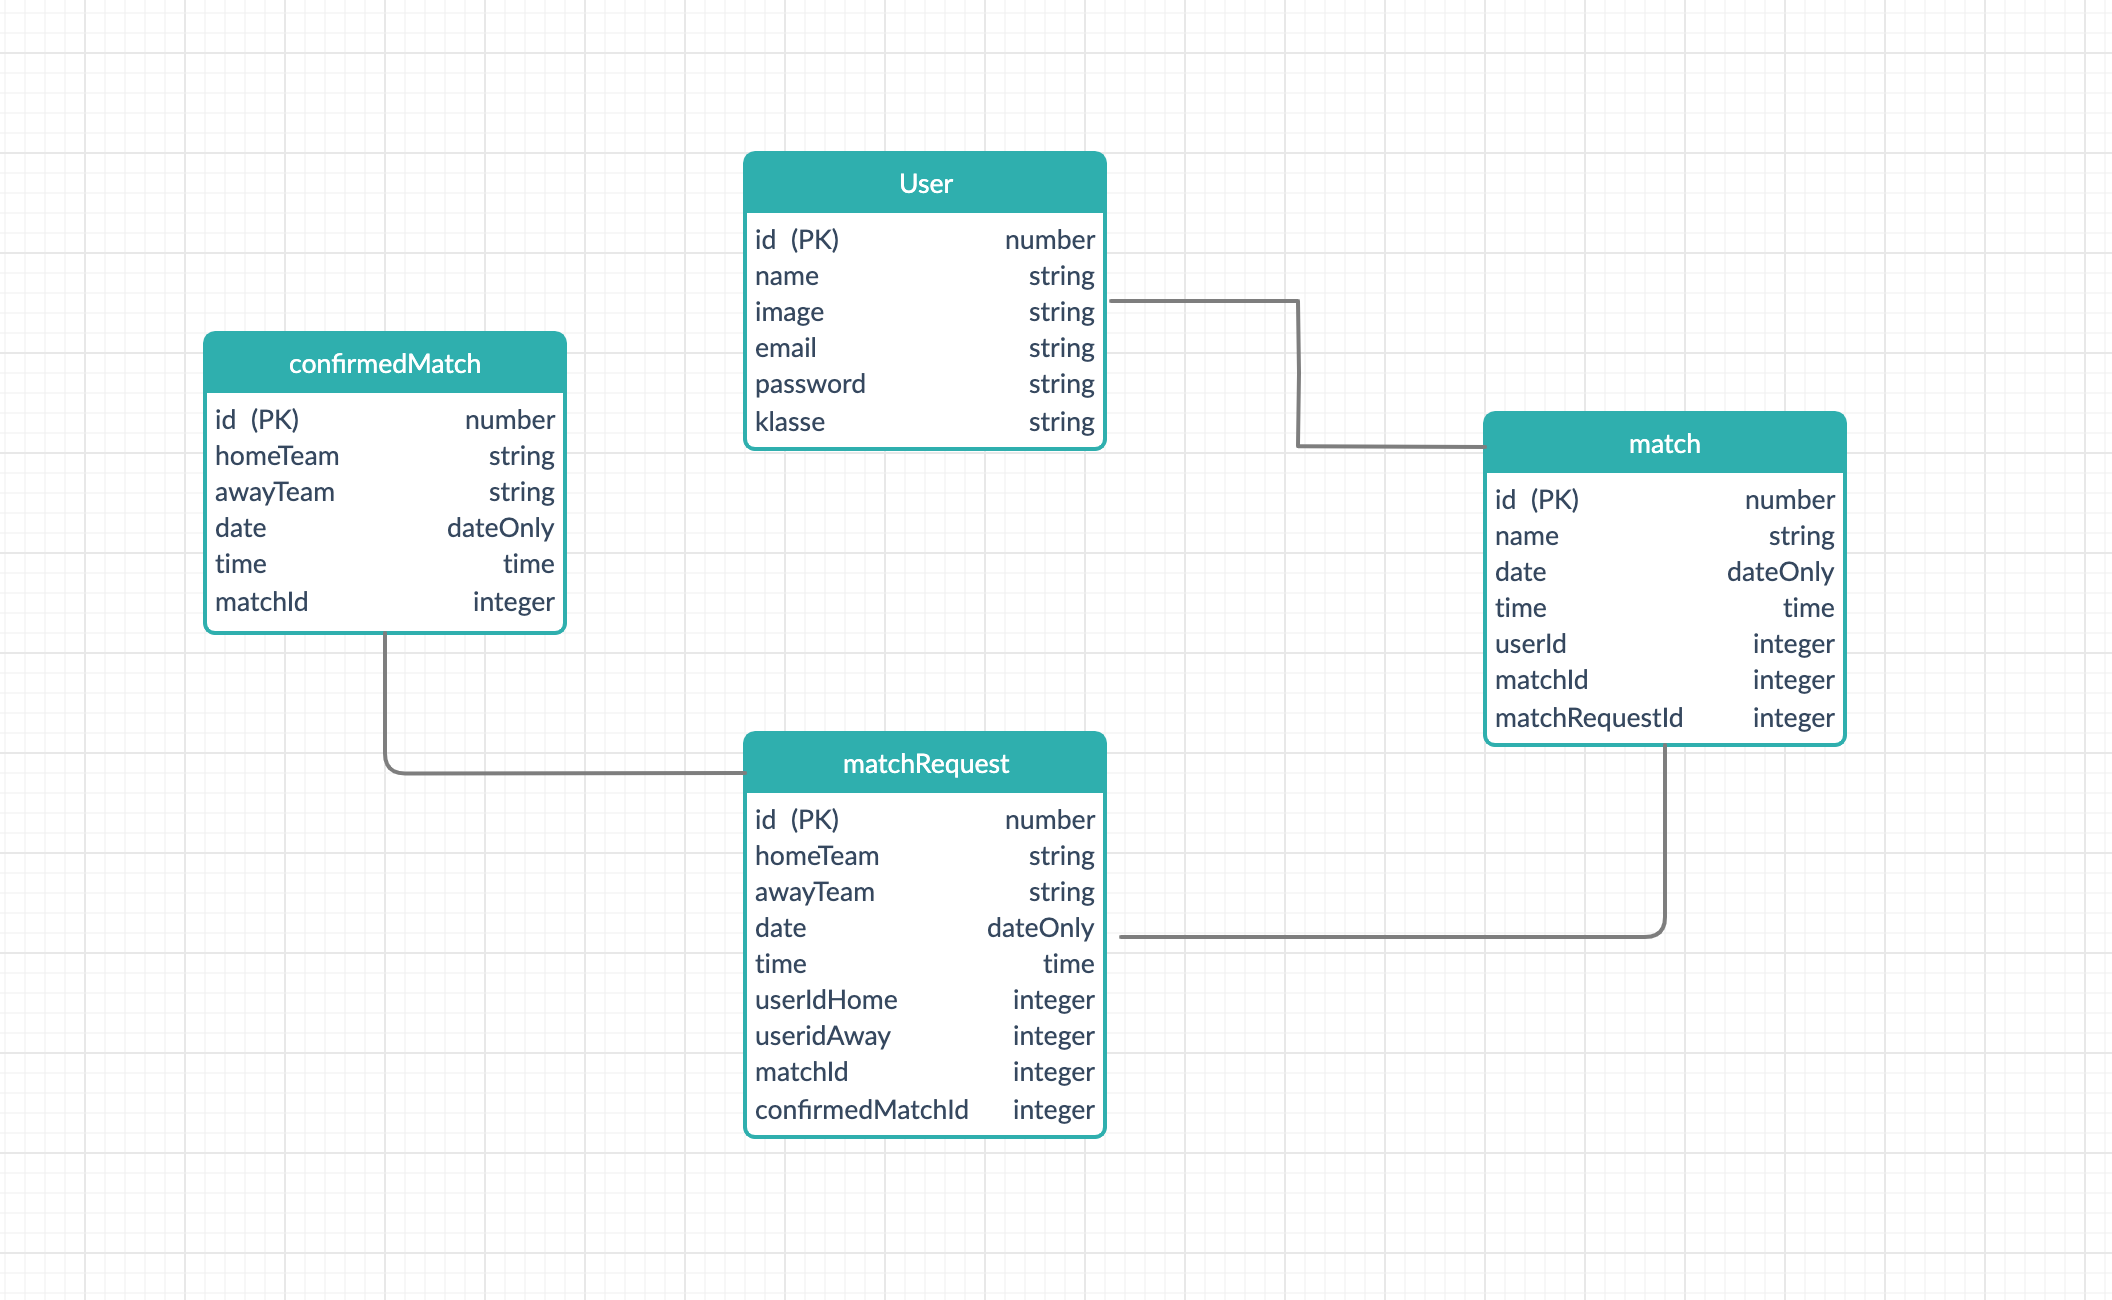 User
id (PK) number
name string
image string
email string
password string
klasse string
confirmedMatch
id (PK) number
homeTeam string
awayTeam string
date dateOnly
time time
matchId integer
match
id (PK) number
name string
date dateOnly
time time
userId integer
matchId integer
matchRequestId integer
matchRequest
id (PK) number
homeTeam string
awayTeam string
date dateOnly
time time
userIdHome integer
useridAway integer
matchId integer
confirmedMatchId integer